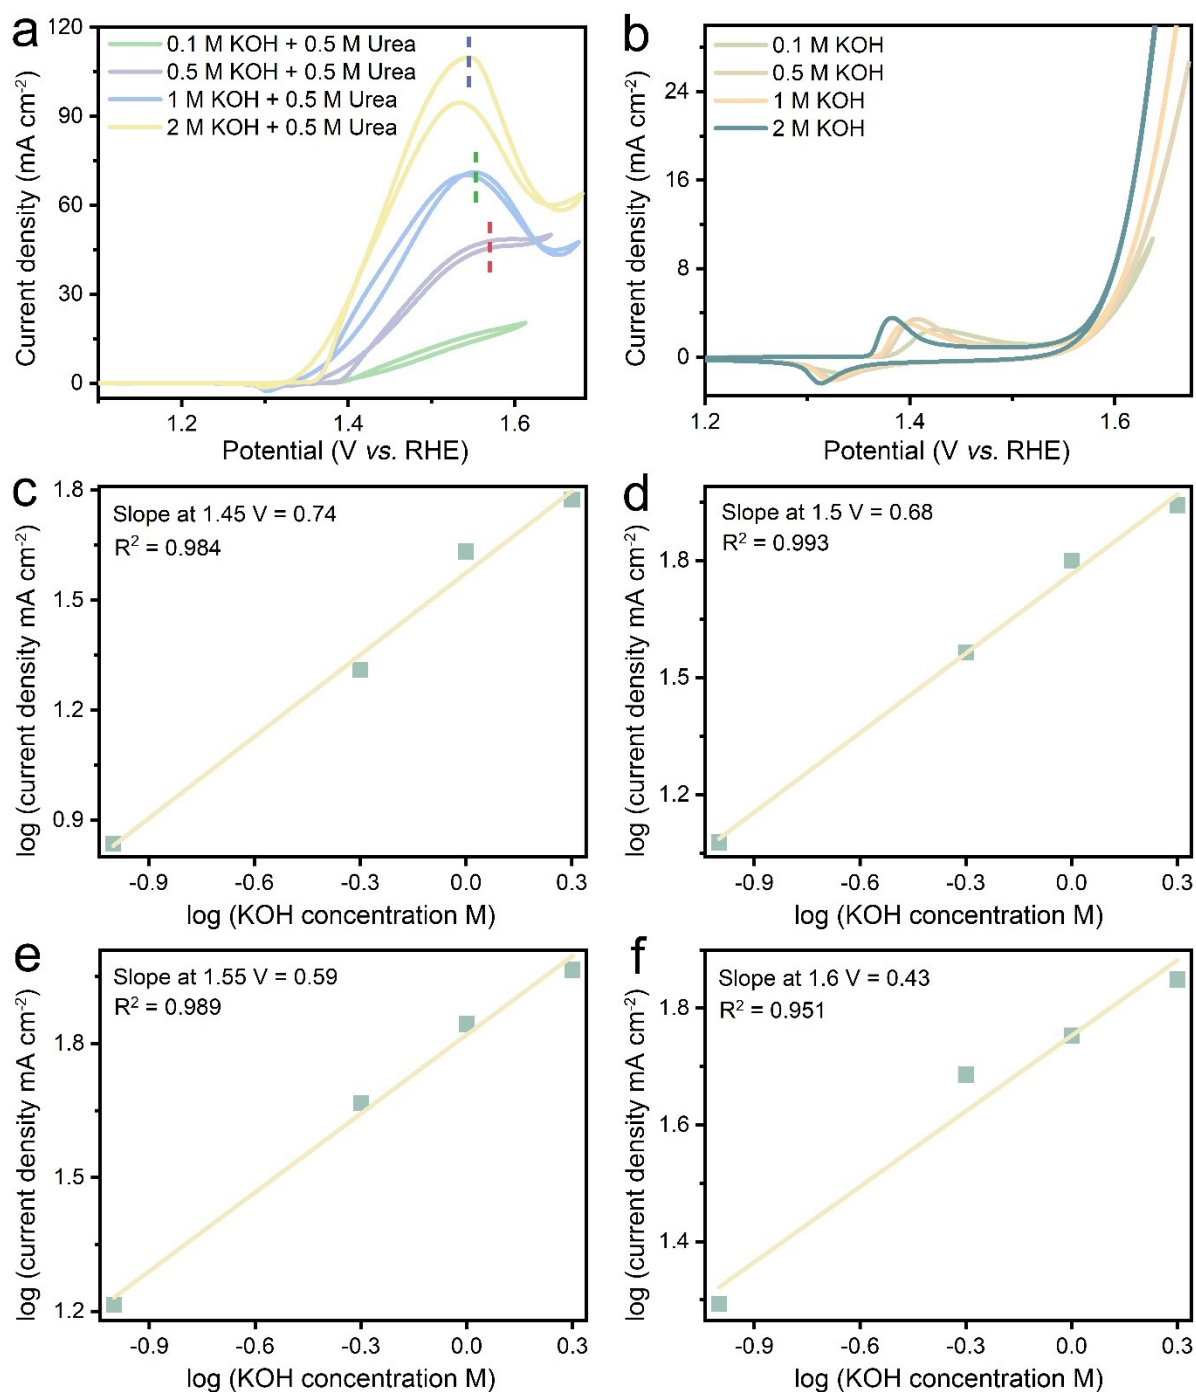 a
120
90
60
30
0
Current density (mA cm⁻²)
0.1 M KOH + 0.5 M Urea
0.5 M KOH + 0.5 M Urea
1 M KOH + 0.5 M Urea
2 M KOH + 0.5 M Urea
1.2
1.4
1.6
Potential (V vs. RHE)
b
24
16
8
0
Current density (mA cm⁻²)
0.1 M KOH
0.5 M KOH
1 M KOH
2 M KOH
1.2
1.4
1.6
Potential (V vs. RHE)
c
1.8
1.5
1.2
0.9
log (current density mA cm⁻²)
Slope at 1.45 V = 0.74
R² = 0.984
-0.9
-0.6
-0.3
0.0
0.3
log (KOH concentration M)
d
1.8
1.5
1.2
log (current density mA cm⁻²)
Slope at 1.5 V = 0.68
R² = 0.993
-0.9
-0.6
-0.3
0.0
0.3
log (KOH concentration M)
e
1.8
1.5
1.2
log (current density mA cm⁻²)
Slope at 1.55 V = 0.59
R² = 0.989
-0.9
-0.6
-0.3
0.0
0.3
log (KOH concentration M)
f
1.8
1.6
1.4
log (current density mA cm⁻²)
Slope at 1.6 V = 0.43
R² = 0.951
-0.9
-0.6
-0.3
0.0
0.3
log (KOH concentration M)